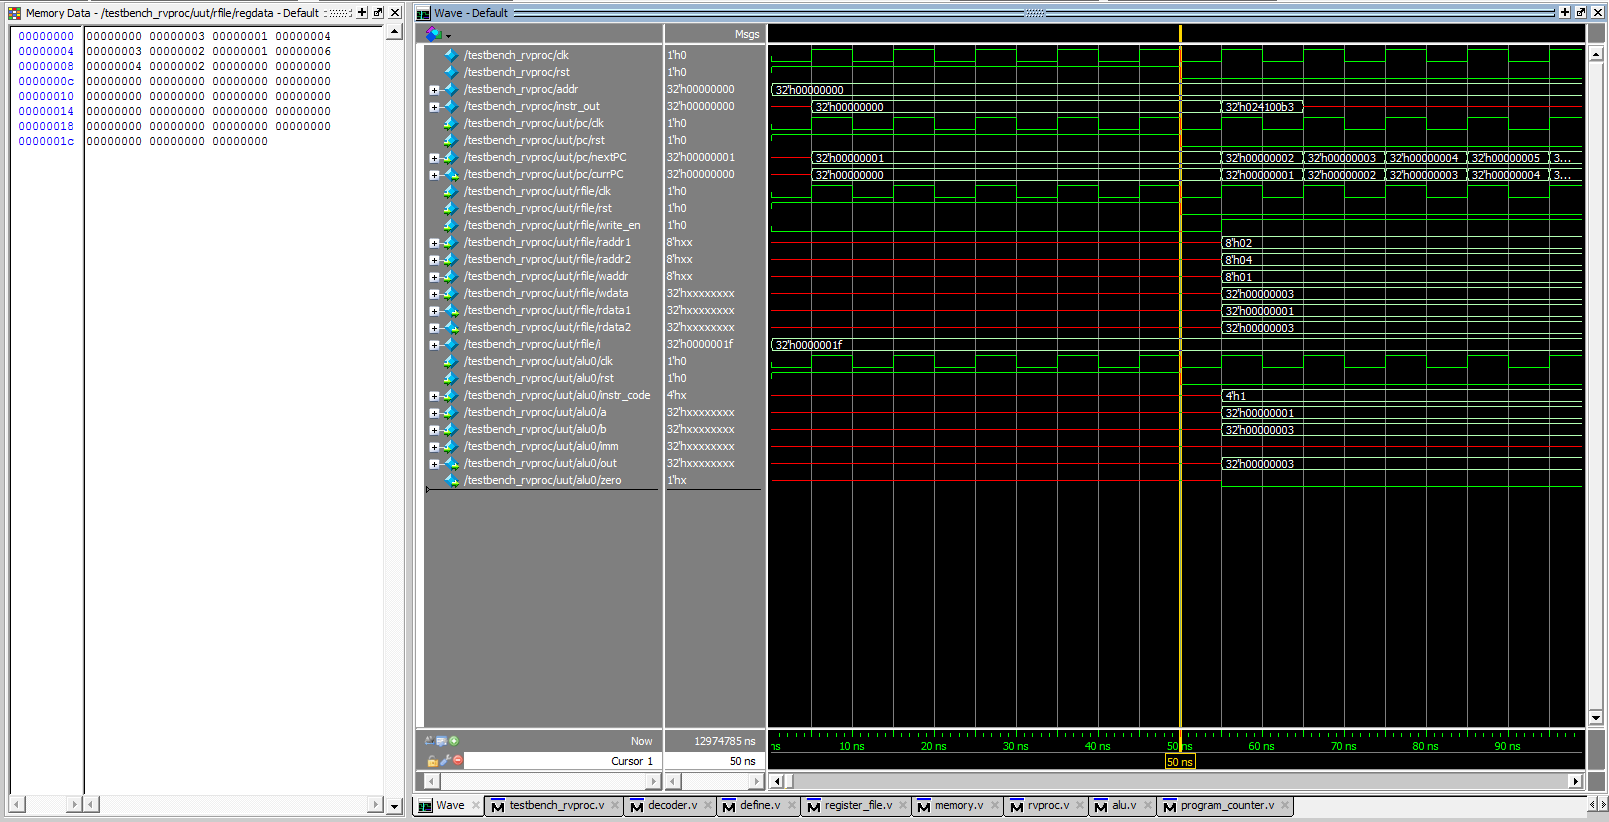 Memory Data - /testbench_rvproc/uut/rfile/regdata - Default
00000000 00000000 00000003 00000001 00000004
00000004 00000003 00000002 00000001 00000006
00000008 00000004 00000002 00000000 00000000
0000000c 00000000 00000000 00000000 00000000
00000010 00000000 00000000 00000000 00000000
00000014 00000000 00000000 00000000 00000000
00000018 00000000 00000000 00000000 00000000
0000001c 00000000 00000000 00000000
Wave - Default
Msgs
/testbench_rvproc/clk 1'h0
/testbench_rvproc/rst 1'h0
/testbench_rvproc/addr 32'h00000000 32'h00000000
/testbench_rvproc/instr_out 32'h00000000 32'h00000000 32'h024100b3
/testbench_rvproc/uut/pc/clk 1'h0
/testbench_rvproc/uut/pc/rst 1'h0
/testbench_rvproc/uut/pc/nextPC 32'h00000001 32'h00000001 32'h00000002 32'h00000003 32'h00000004 32'h00000005 3...
/testbench_rvproc/uut/pc/currPC 32'h00000000 32'h00000000 32'h00000001 32'h00000002 32'h00000003 32'h00000004 3...
/testbench_rvproc/uut/rfile/clk 1'h0
/testbench_rvproc/uut/rfile/rst 1'h0
/testbench_rvproc/uut/rfile/write_en 1'h0
/testbench_rvproc/uut/rfile/raddr1 8'hxx 8'h02
/testbench_rvproc/uut/rfile/raddr2 8'hxx 8'h04
/testbench_rvproc/uut/rfile/waddr 8'hxx 8'h01
/testbench_rvproc/uut/rfile/wdata 32'hxxxxxxxx 32'h00000003
/testbench_rvproc/uut/rfile/rdata1 32'hxxxxxxxx 32'h00000001
/testbench_rvproc/uut/rfile/rdata2 32'hxxxxxxxx 32'h00000003
/testbench_rvproc/uut/rfile/i 32'h0000001f 32'h0000001f
/testbench_rvproc/uut/alu0/clk 1'h0
/testbench_rvproc/uut/alu0/rst 1'h0
/testbench_rvproc/uut/alu0/instr_code 4'hx 4'h1
/testbench_rvproc/uut/alu0/a 32'hxxxxxxxx 32'h00000001
/testbench_rvproc/uut/alu0/b 32'hxxxxxxxx 32'h00000003
/testbench_rvproc/uut/alu0/imm 32'hxxxxxxxx
/testbench_rvproc/uut/alu0/out 32'hxxxxxxxx 32'h00000003
/testbench_rvproc/uut/alu0/zero 1'hx
Now 12974785 ns ns 10 ns 20 ns 30 ns 40 ns 50 ns 60 ns 70 ns 80 ns 90 ns
Cursor 1 50 ns 50 ns
Wave testbench_rvproc.v decoder.v define.v register_file.v memory.v rvproc.v alu.v program_counter.v